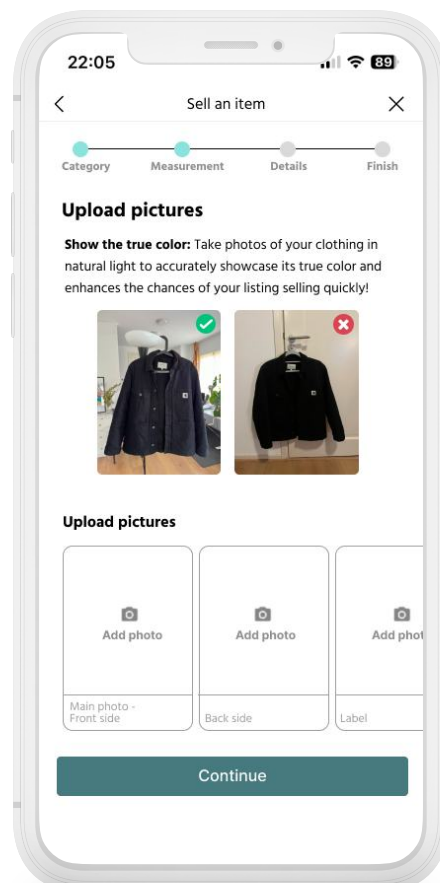 22:05
89
Sell an item
Category Measurement Details Finish
Upload pictures
Show the true color: Take photos of your clothing in
natural light to accurately showcase its true color and
enhances the chances of your listing selling quickly!
Upload pictures
Add photo Add photo Add phot
Main photo -
Front side
Back side
Label
Continue